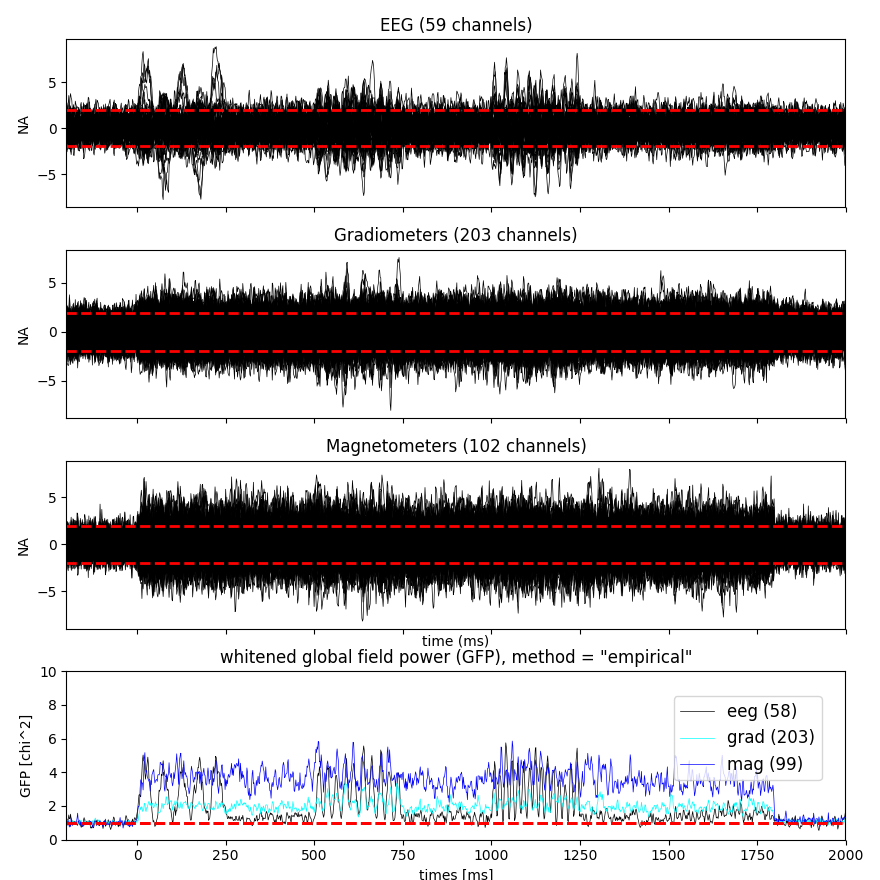 EEG (59 channels)
5
0
−5
NA
Gradiometers (203 channels)
5
0
−5
NA
Magnetometers (102 channels)
5
0
−5
NA
time (ms)
whitened global field power (GFP), method = "empirical"
10
8
6
4
2
0
GFP [chi^2]
eeg (58)
grad (203)
mag (99)
0 250 500 750 1000 1250 1500 1750 2000
times [ms]